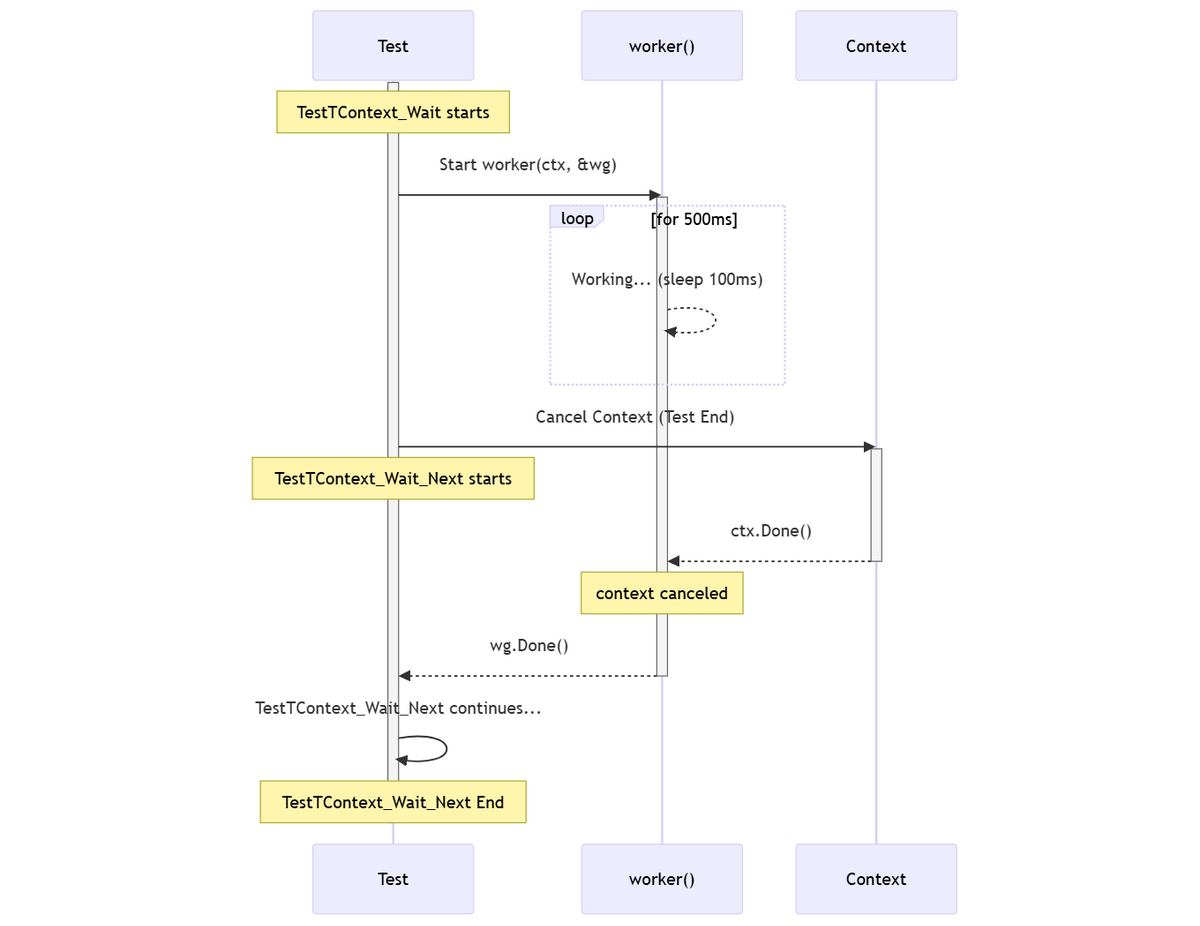 Test
worker()
Context
TestTContext_Wait starts
Start worker(ctx, &wg)
loop
[for 500ms]
Working... (sleep 100ms)
Cancel Context (Test End)
TestTContext_Wait_Next starts
ctx.Done()
context canceled
wg.Done()
TestTContext_Wait_Next continues...
TestTContext_Wait_Next End
Test
worker()
Context